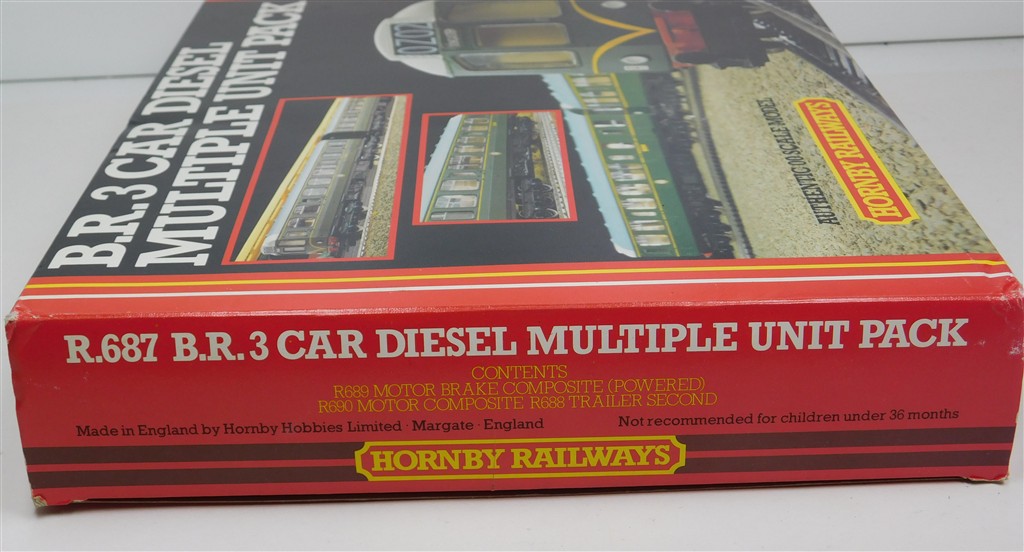 B.R. 3 CAR DIESEL
MULTIPLE UNIT PACK
0Z02
AUTHENTIC 00 SCALE MODEL
HORNBY RAILWAYS
R.687 B.R. 3 CAR DIESEL MULTIPLE UNIT PACK
CONTENTS
R689 MOTOR BRAKE COMPOSITE (POWERED)
R690 MOTOR COMPOSITE R688 TRAILER SECOND
Made in England by Hornby Hobbies Limited · Margate · England
Not recommended for children under 36 months
HORNBY RAILWAYS